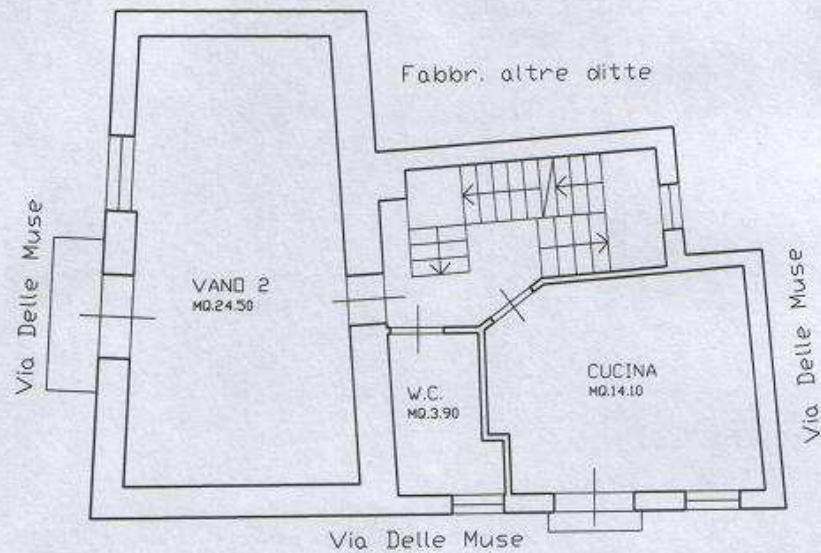 Fabbr. altre ditte
Via Delle Muse
VANO 2
MQ.24.50
Via Delle Muse
CUCINA
MQ.14.10
W.C.
MQ.3.90
Via Delle Muse